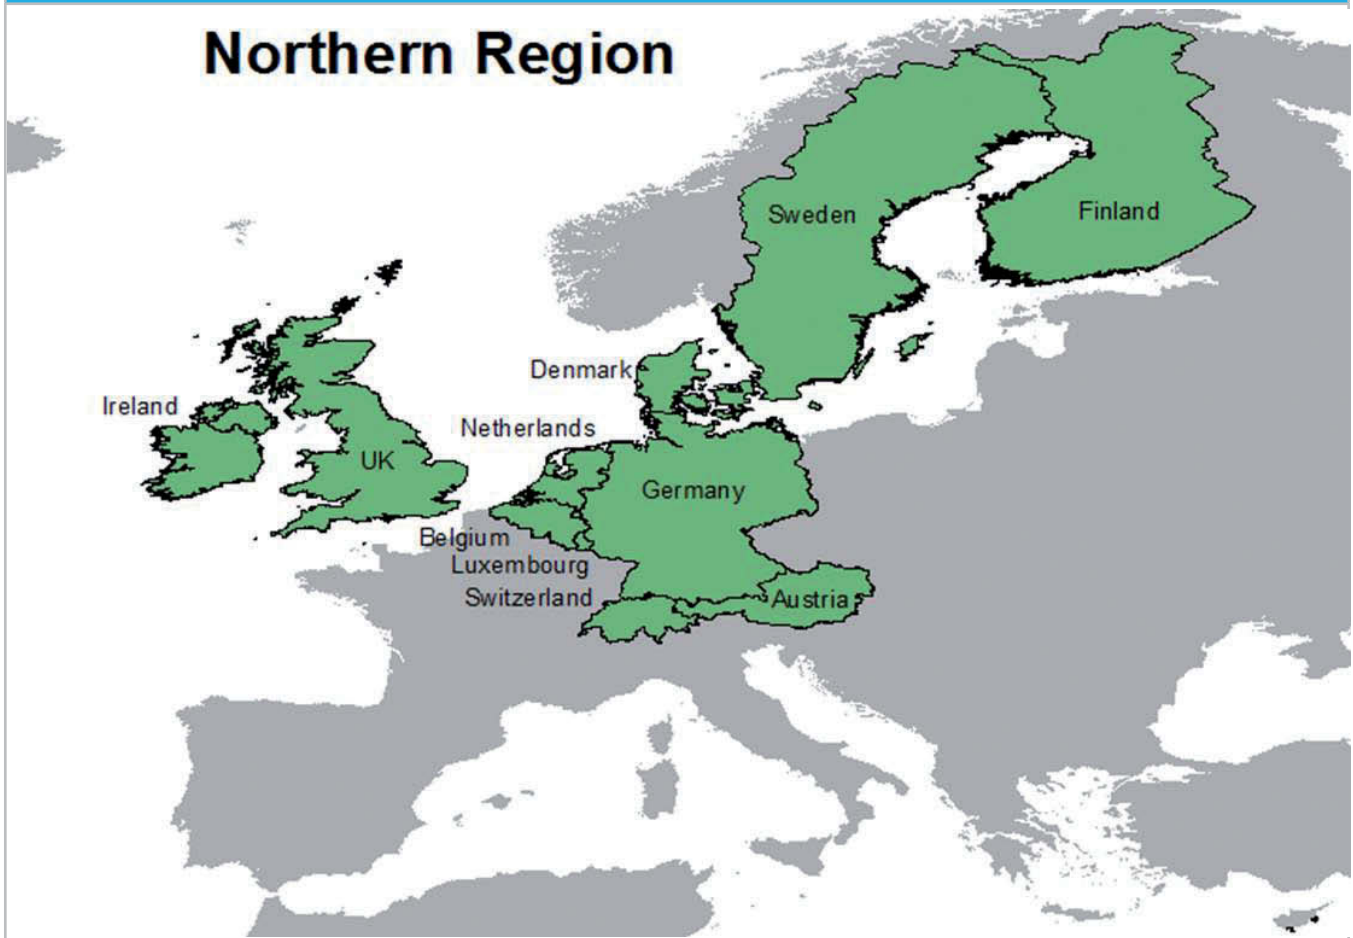 Northern Region
Sweden
Finland
Denmark
Ireland
Netherlands
UK
Germany
Belgium
Luxembourg
Switzerland
Austria